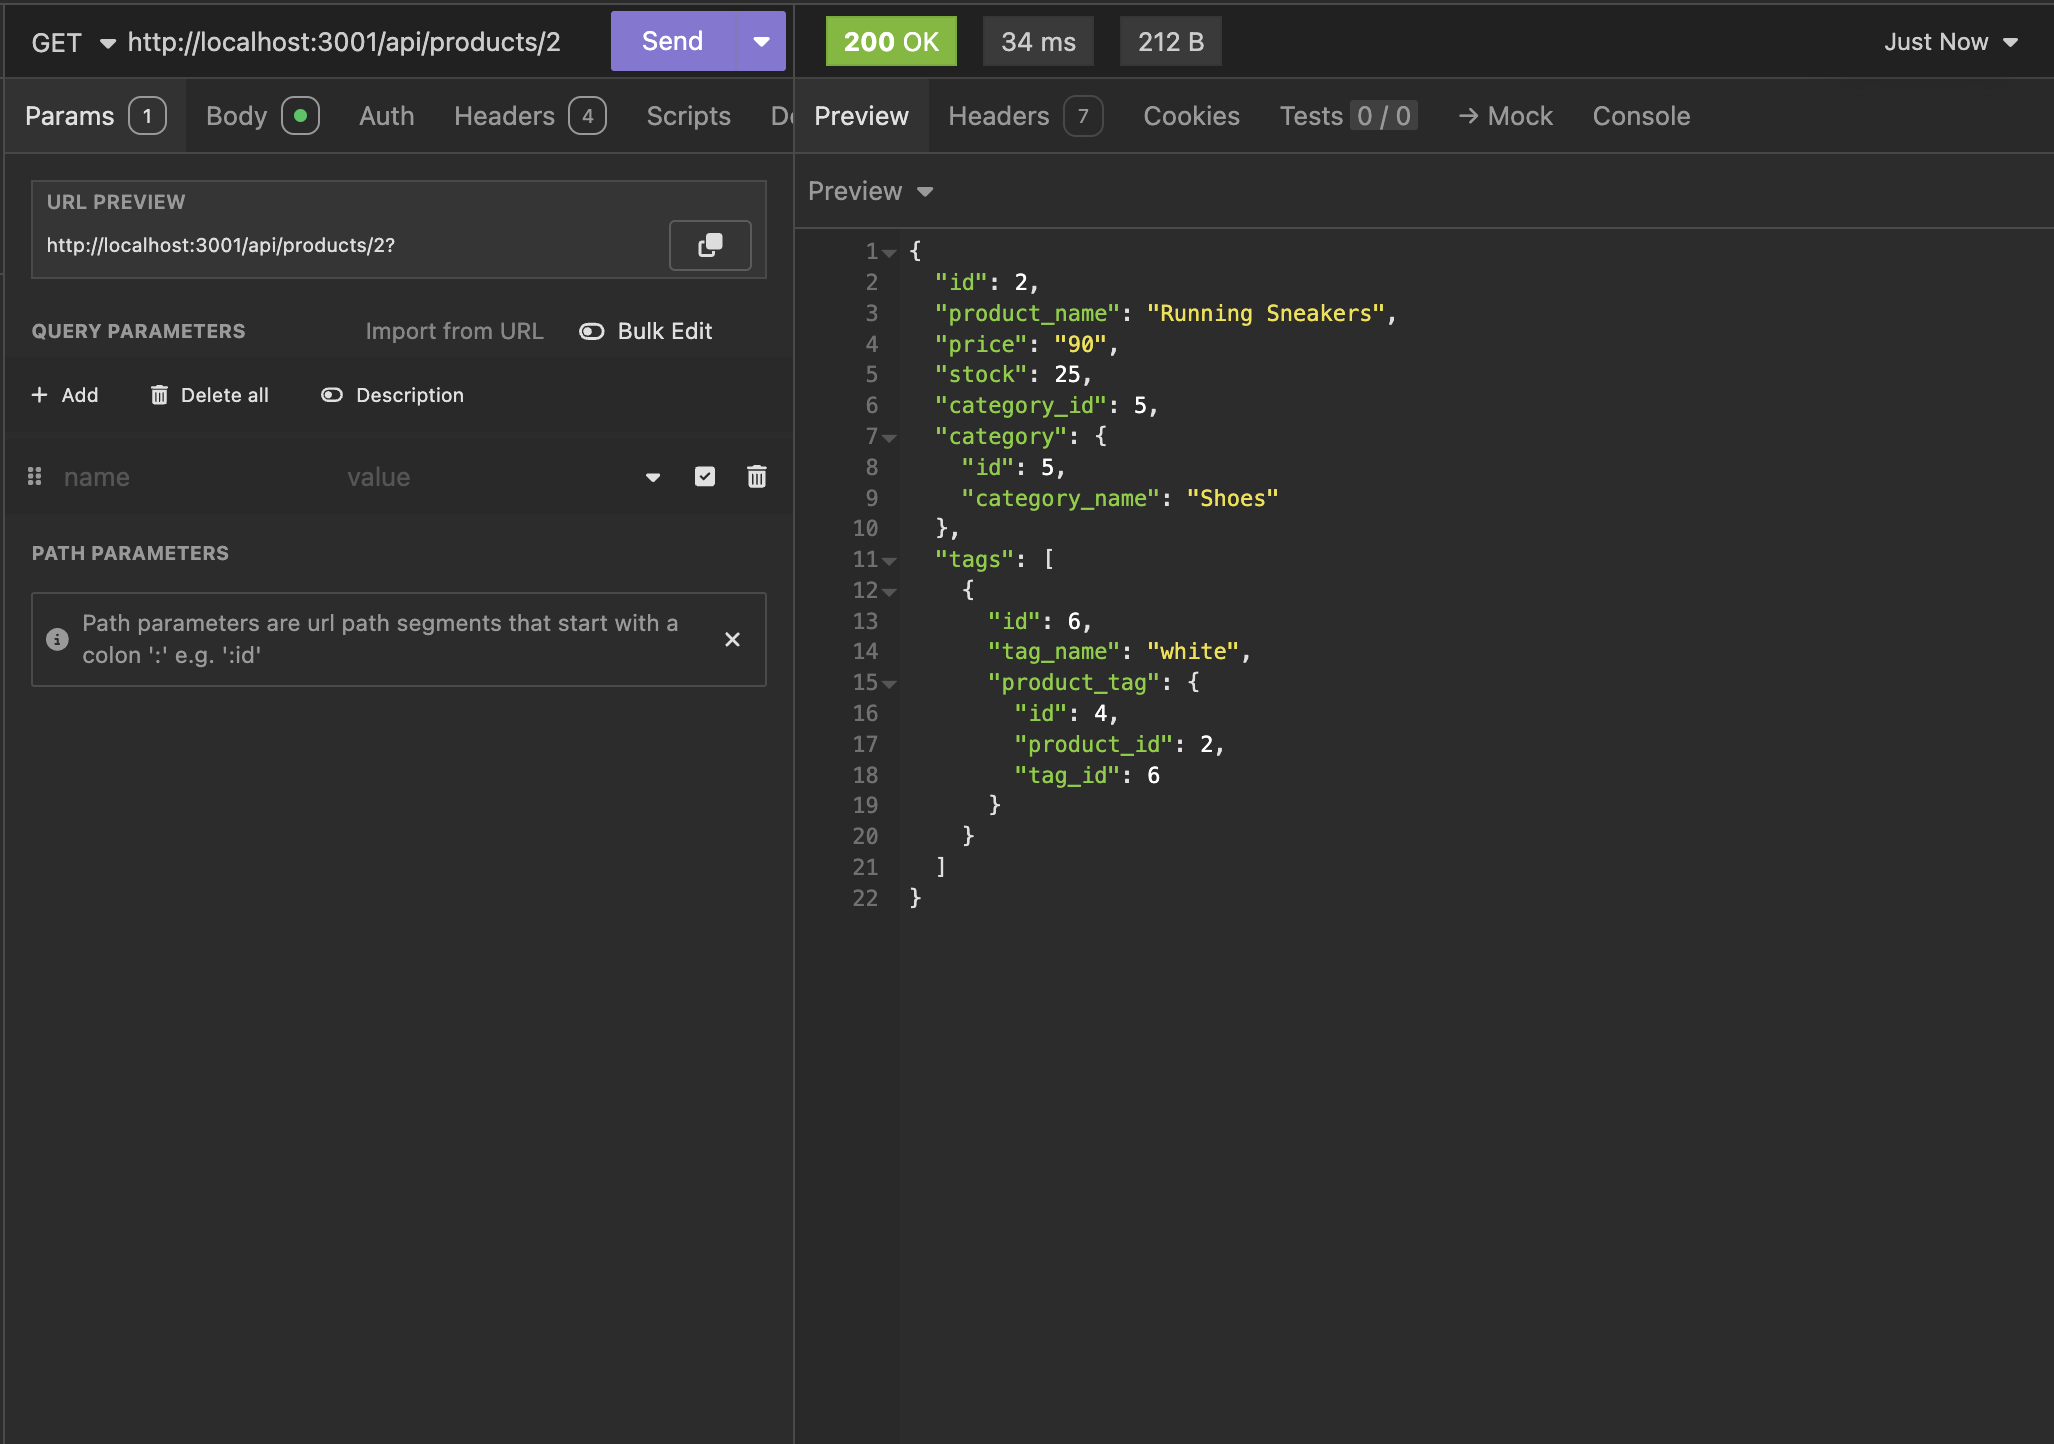 GET http://localhost:3001/api/products/2 Send
200 OK 34 ms 212 B Just Now
Params 1 Body Auth Headers 4 Scripts
Preview Headers 7 Cookies Tests 0 / 0 → Mock Console
URL PREVIEW
http://localhost:3001/api/products/2?
QUERY PARAMETERS Import from URL Bulk Edit
+ Add Delete all Description
name value
PATH PARAMETERS
Path parameters are url path segments that start with a
colon ':' e.g. ':id'
Preview
1 {
2 "id": 2,
3 "product_name": "Running Sneakers",
4 "price": "90",
5 "stock": 25,
6 "category_id": 5,
7 "category": {
8 "id": 5,
9 "category_name": "Shoes"
10 },
11 "tags": [
12 {
13 "id": 6,
14 "tag_name": "white",
15 "product_tag": {
16 "id": 4,
17 "product_id": 2,
18 "tag_id": 6
19 }
20 }
21 ]
22 }